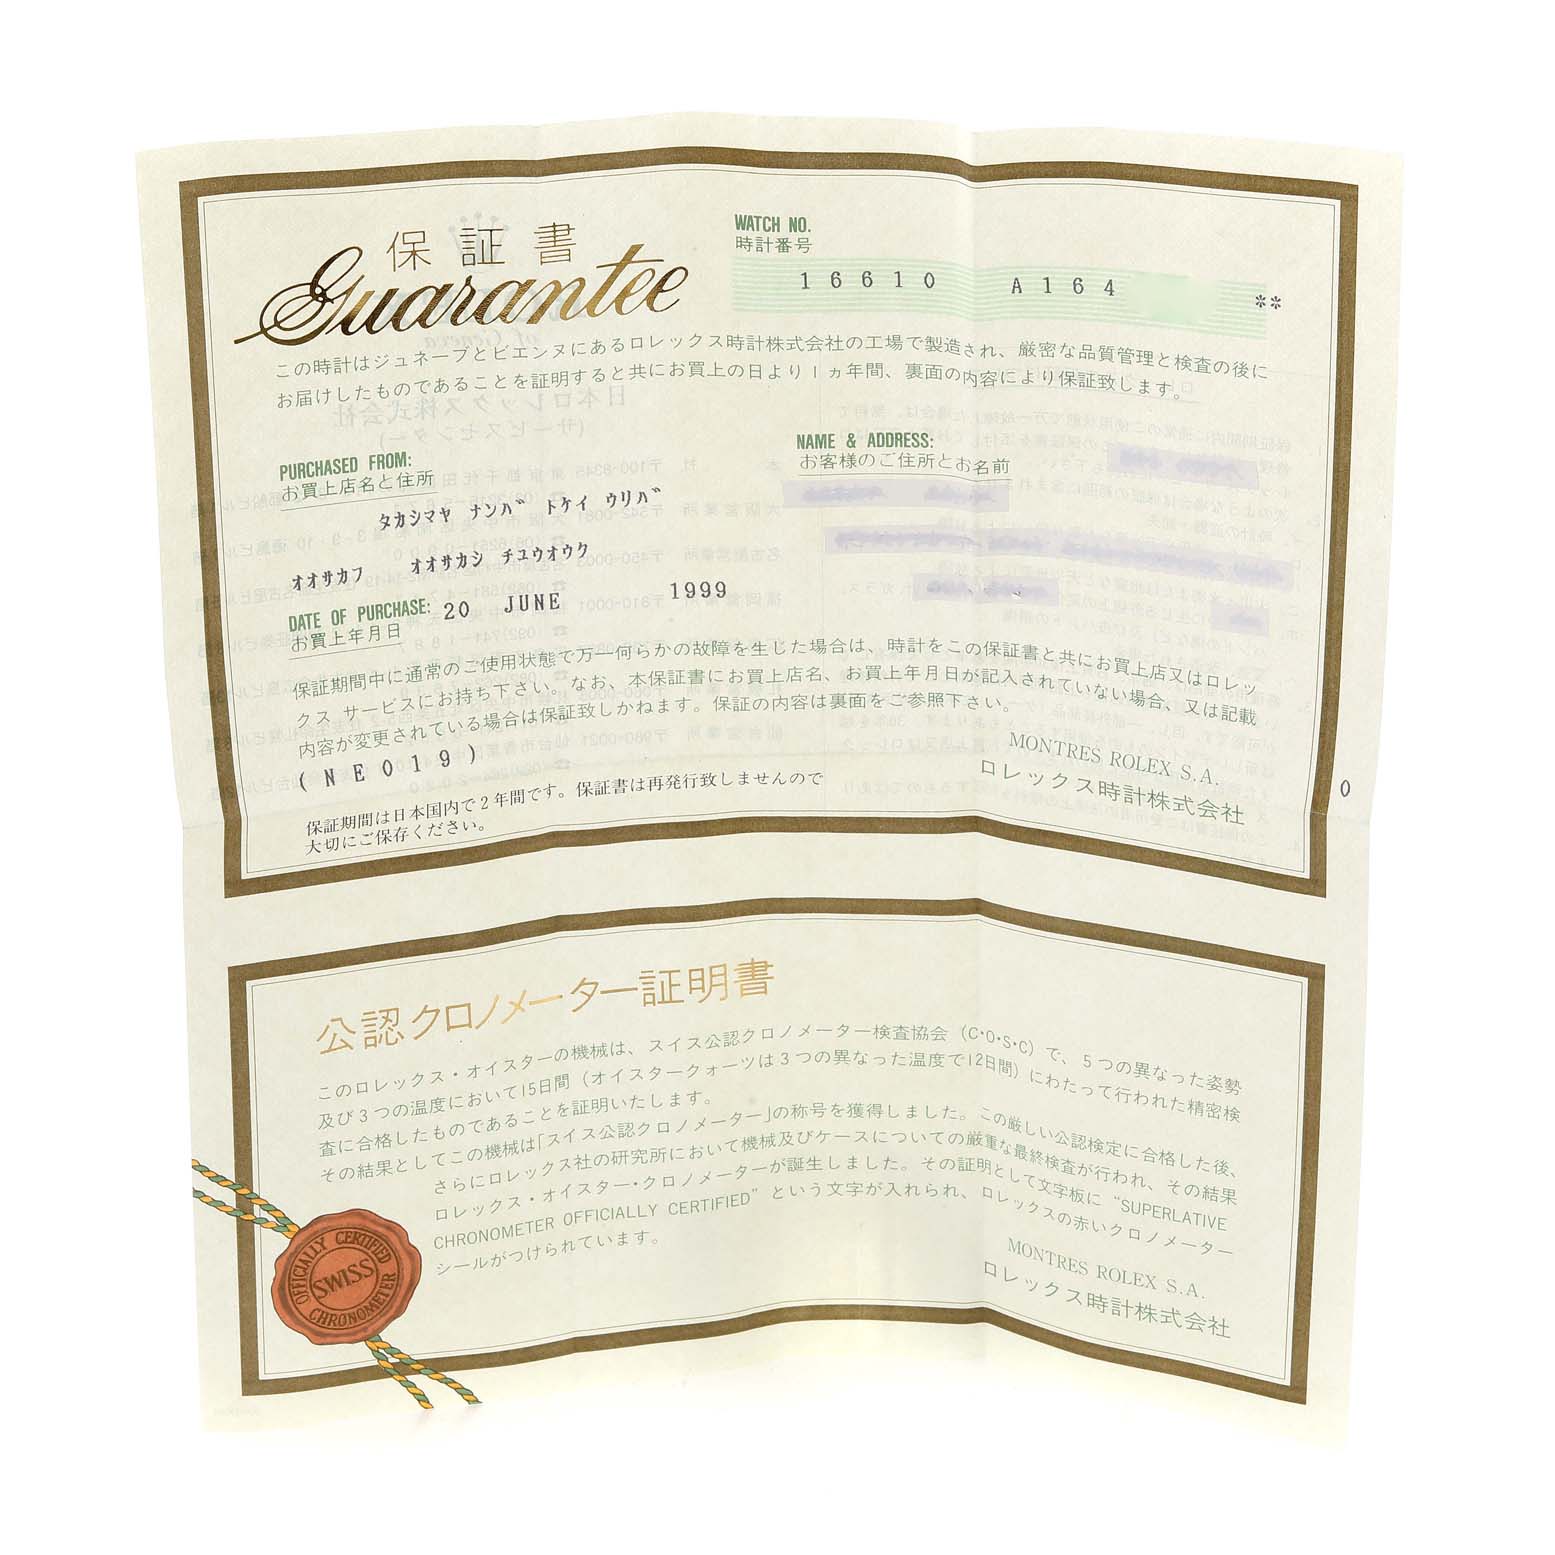 保証書
Guarantee
WATCH NO.
時計番号
16610 A164 **
この時計はジュネーブとビエンヌにあるロレックス時計株式会社の工場で製造され、厳密な品質管理と検査の後に
お届けしたものであることを証明すると共にお買上の日より1ヵ年間、裏面の内容により保証致します。
PURCHASED FROM:
お買上店名と住所
タカシマヤ ナンバ トケイ ウリバ
オオサカフ オオサカシ チユウオウク
NAME & ADDRESS:
お客様のご住所とお名前
DATE OF PURCHASE: 20 JUNE 1999
お買上年月日
保証期間中に通常のご使用状態で万一何らかの故障を生じた場合は、時計をこの保証書と共にお買上店又はロレッ
クス サービスにお持ち下さい。なお、本保証書にお買上店名、お買上年月日が記入されていない場合、又は記載
内容が変更されている場合は保証致しかねます。保証の内容は裏面をご参照下さい。
(NE019)
MONTRES ROLEX S.A.
ロレックス時計株式会社
0
保証期間は日本国内で2年間です。保証書は再発行致しませんので
大切にご保存ください。
公認クロノメーター証明書
このロレックス・オイスターの機械は、スイス公認クロノメーター検査協会(C・O・S・C)で、5つの異なった姿勢
及び3つの温度において15日間(オイスタークォーツは3つの異なった温度で12日間)にわたって行われた精密検
査に合格したものであることを証明いたします。
その結果としてこの機械は「スイス公認クロノメーター」の称号を獲得しました。この厳しい公認検定に合格した後、
さらにロレックス社の研究所において機械及びケースについての厳重な最終検査が行われ、その結果
ロレックス・オイスター・クロノメーターが誕生しました。その証明として文字板に “SUPERLATIVE
CHRONOMETER OFFICIALLY CERTIFIED” という文字が入れられ、ロレックスの赤いクロノメーター
シールがつけられています。
MONTRES ROLEX S.A.
ロレックス時計株式会社
OFFICIALLY CERTIFIED
SWISS
CHRONOMETER